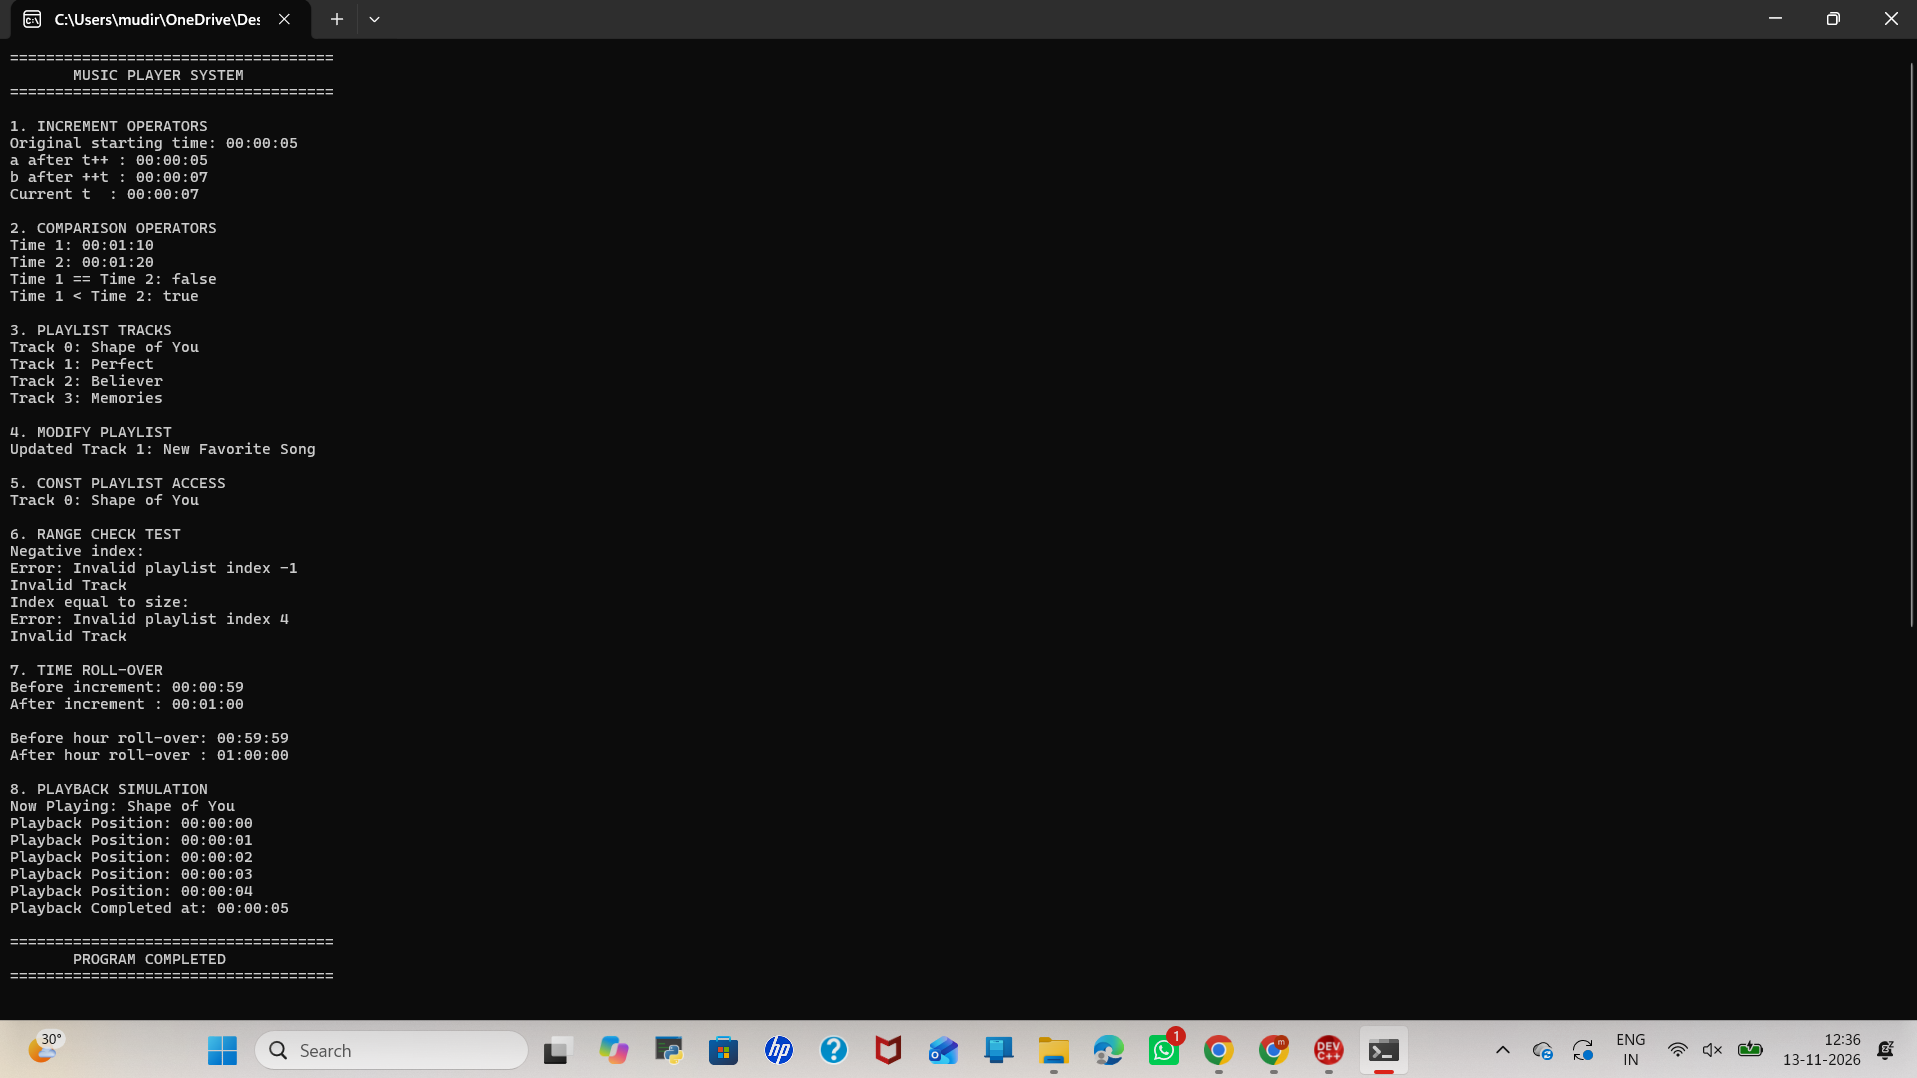 C:\Users\mudir\OneDrive\Des
====================================
MUSIC PLAYER SYSTEM
====================================
1. INCREMENT OPERATORS
Original starting time: 00:00:05
a after t++ : 00:00:05
b after ++t : 00:00:07
Current t  : 00:00:07
2. COMPARISON OPERATORS
Time 1: 00:01:10
Time 2: 00:01:20
Time 1 == Time 2: false
Time 1 < Time 2: true
3. PLAYLIST TRACKS
Track 0: Shape of You
Track 1: Perfect
Track 2: Believer
Track 3: Memories
4. MODIFY PLAYLIST
Updated Track 1: New Favorite Song
5. CONST PLAYLIST ACCESS
Track 0: Shape of You
6. RANGE CHECK TEST
Negative index:
Error: Invalid playlist index -1
Invalid Track
Index equal to size:
Error: Invalid playlist index 4
Invalid Track
7. TIME ROLL-OVER
Before increment: 00:00:59
After increment : 00:01:00
Before hour roll-over: 00:59:59
After hour roll-over : 01:00:00
8. PLAYBACK SIMULATION
Now Playing: Shape of You
Playback Position: 00:00:00
Playback Position: 00:00:01
Playback Position: 00:00:02
Playback Position: 00:00:03
Playback Position: 00:00:04
Playback Completed at: 00:00:05
====================================
PROGRAM COMPLETED
====================================
30°
Search
hp
1
m
DEV C++
ENG
IN
12:36
13-11-2026